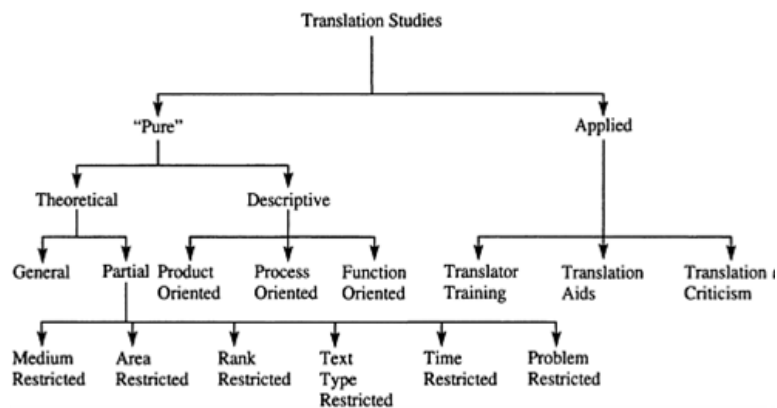 Translation Studies
"Pure"
Applied
Theoretical
Descriptive
General
Partial
Product
Oriented
Process
Oriented
Function
Oriented
Translator
Training
Translation
Aids
Translation
Criticism
Medium
Restricted
Area
Restricted
Rank
Restricted
Text
Type
Restricted
Time
Restricted
Problem
Restricted